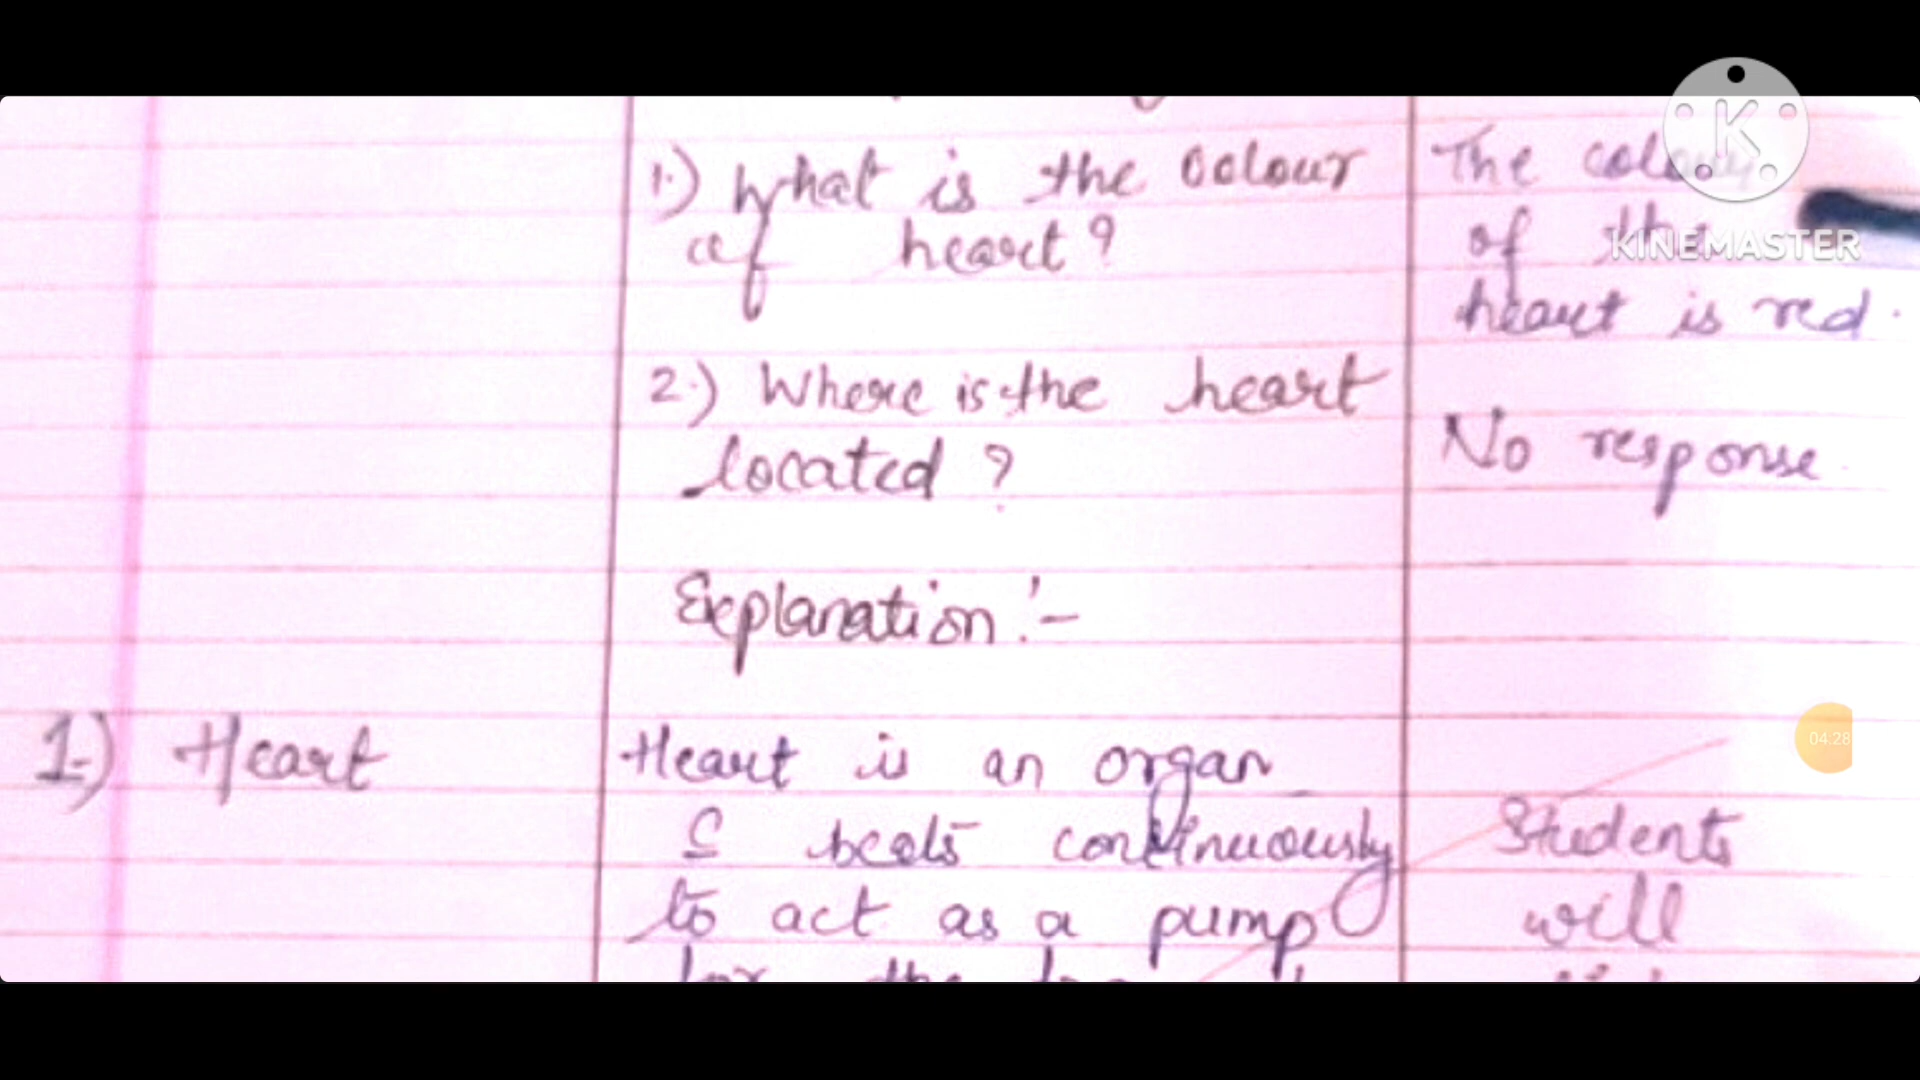 1.) What is the colour
of heart?
The
of the
heart is red.
2.) Where is the heart
located?
No response.
Explanation:-
1.) Heart
Heart is an organ
beats continuously
to act as a pump
Students
will
KINEMASTER
04:28